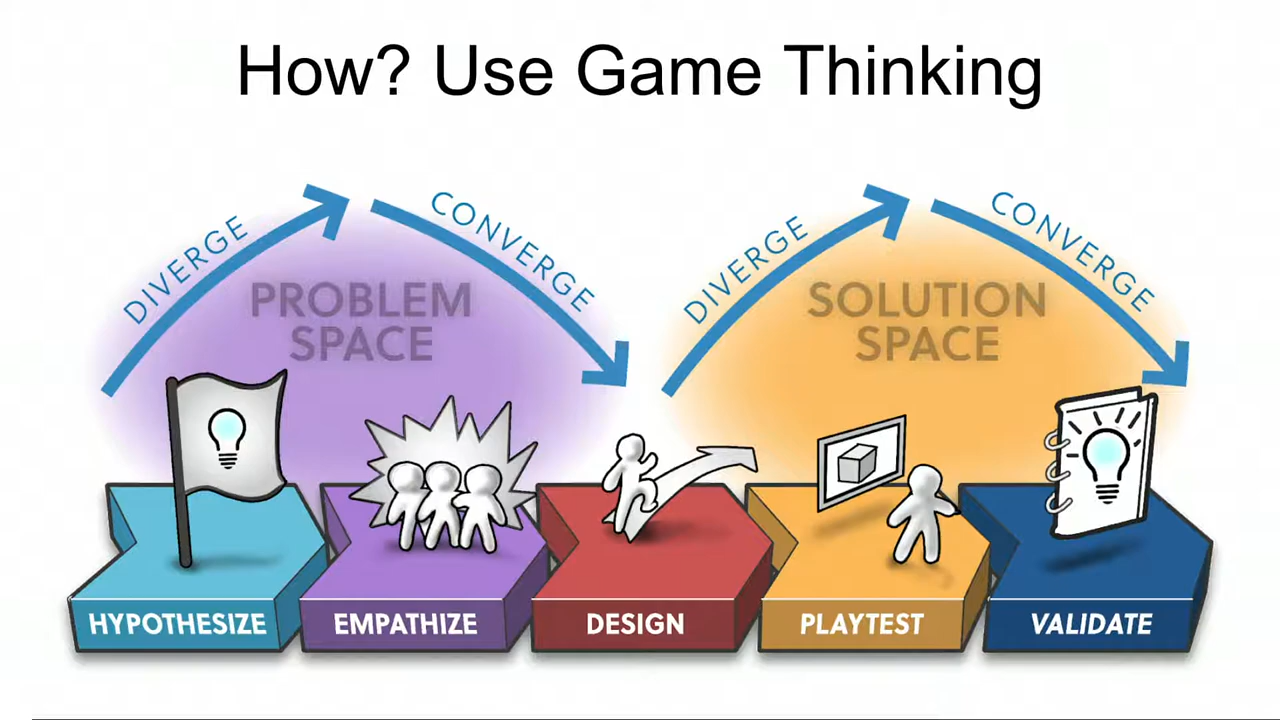 How? Use Game Thinking
DIVERGE
CONVERGE
PROBLEM
SPACE
DIVERGE
CONVERGE
SOLUTION
SPACE
HYPOTHESIZE
EMPATHIZE
DESIGN
PLAYTEST
VALIDATE